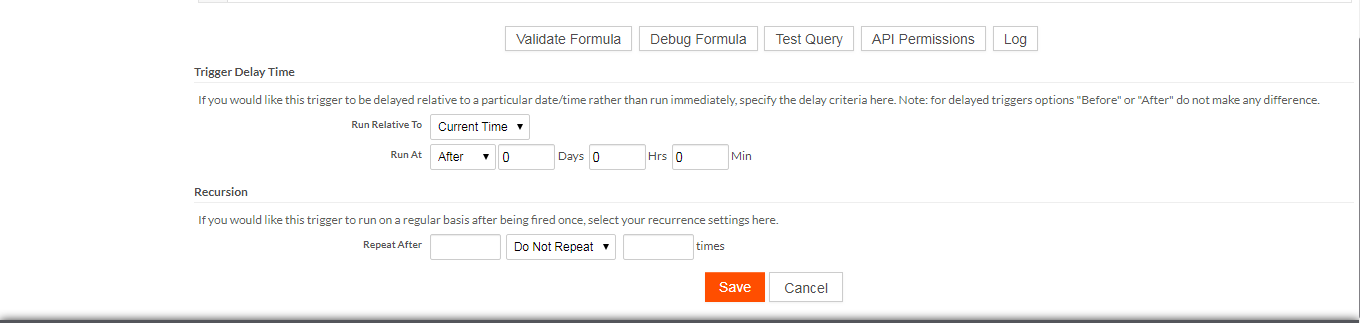 Validate Formula Debug Formula Test Query API Permissions Log
Trigger Delay Time
If you would like this trigger to be delayed relative to a particular date/time rather than run immediately, specify the delay criteria here. Note: for delayed triggers options "Before" or "After" do not make any difference.
Run Relative To Current Time
Run At After 0 Days 0 Hrs 0 Min
Recursion
If you would like this trigger to run on a regular basis after being fired once, select your recurrence settings here.
Repeat After Do Not Repeat times
Save Cancel